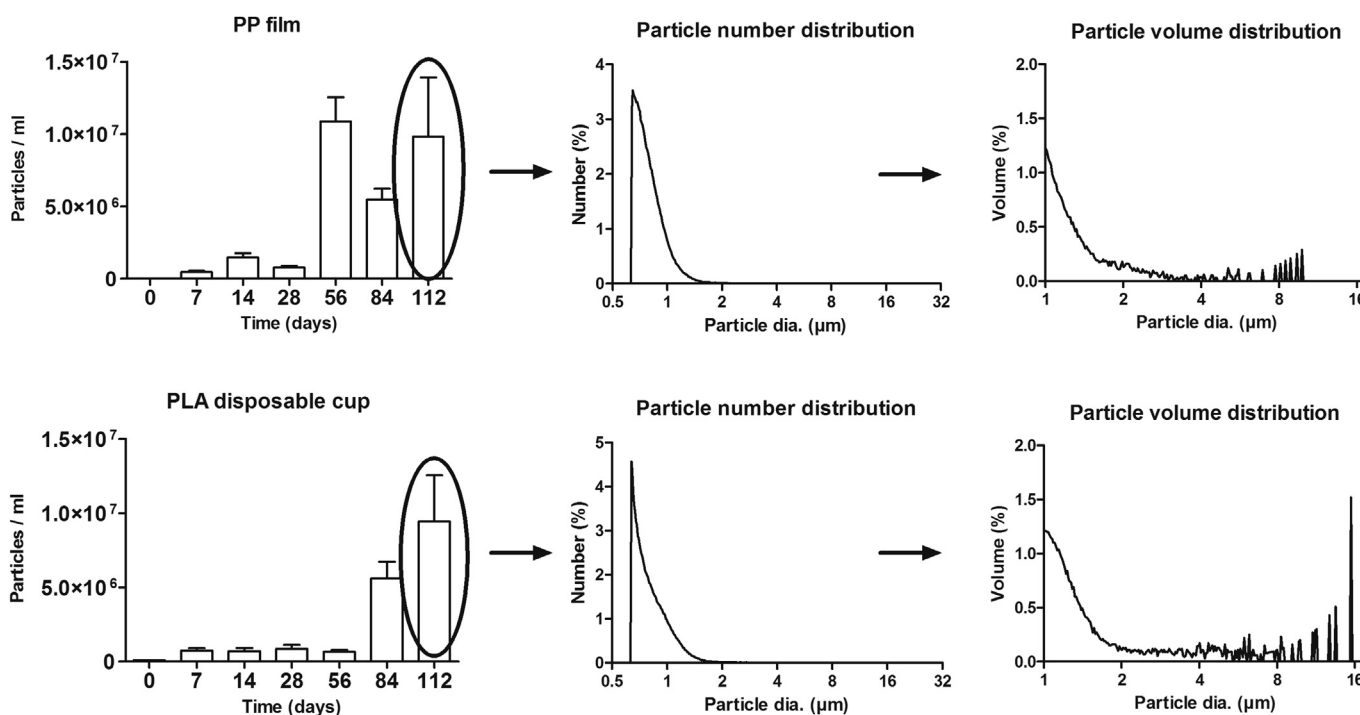 PP film
Particles / ml
1.5×10⁷
1.0×10⁷
5.0×10⁶
0
0 7 14 28 56 84 112
Time (days)
Particle number distribution
Number (%)
4
3
2
1
0
0.5 1 2 4 8 16 32
Particle dia. (µm)
Particle volume distribution
Volume (%)
2.0
1.5
1.0
0.5
0.0
1 2 4 8 16
Particle dia. (µm)
PLA disposable cup
Particles / ml
1.5×10⁷
1.0×10⁷
5.0×10⁶
0
0 7 14 28 56 84 112
Time (days)
Particle number distribution
Number (%)
5
4
3
2
1
0
0.5 1 2 4 8 16 32
Particle dia. (µm)
Particle volume distribution
Volume (%)
2.0
1.5
1.0
0.5
0.0
1 2 4 8 16
Particle dia. (µm)